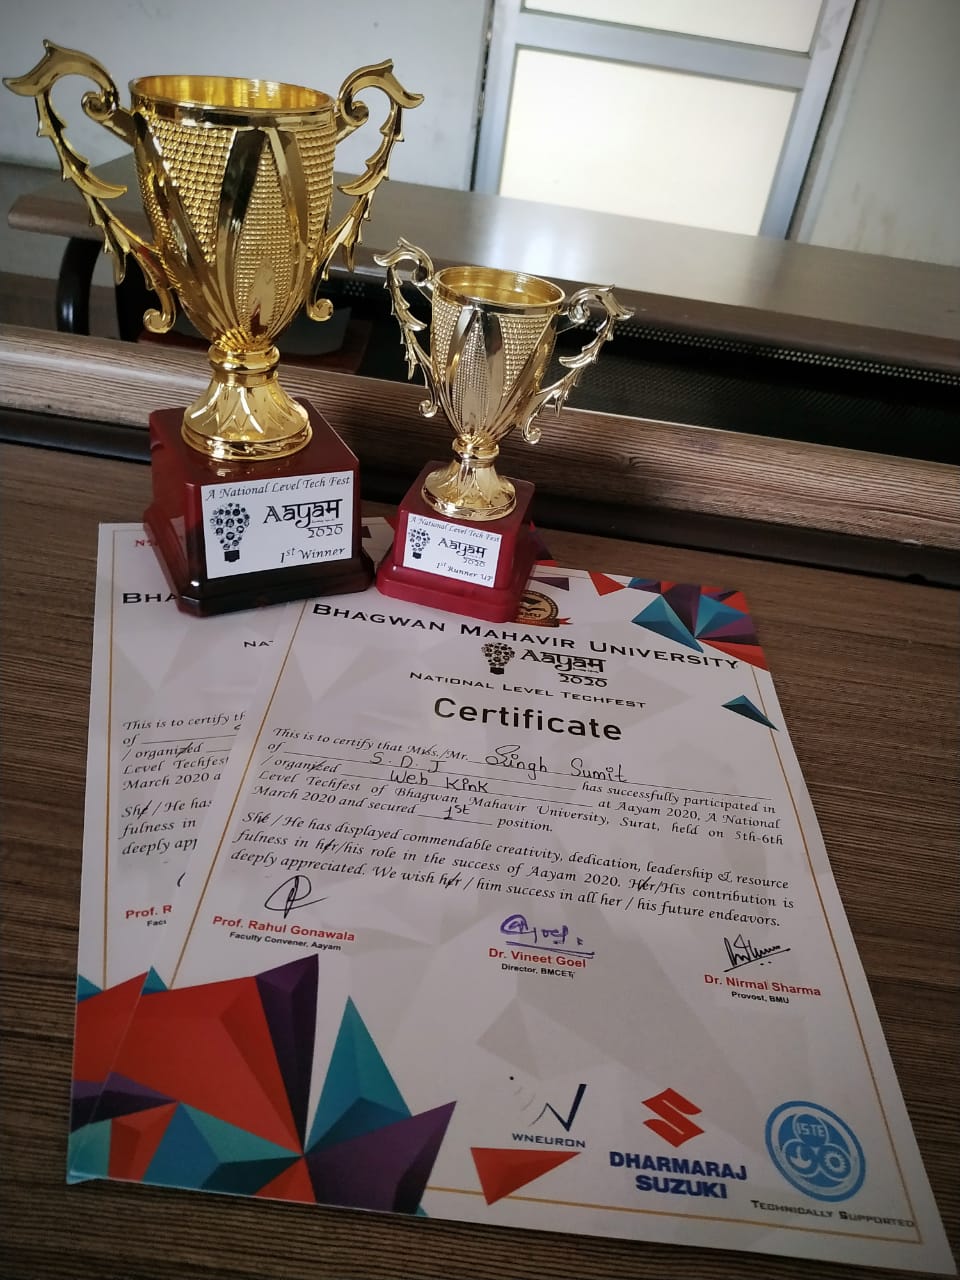 A National Level Tech Fest
Aayaम
2020
1st Winner
A National Level Tech Fest
Aayaम
2020
1st Runner UP
BHA
NA
This is to certify th
of
/ organized
Level Techfest
March 2020 a
She / He has
fulness in
deeply app
Prof. R
Facu
BHAGWAN MAHAVIR UNIVERSITY
Aayaम
2020
NATIONAL LEVEL TECHFEST
Certificate
This is to certify that Miss./Mr. Singh Sumit
of S.D.J has successfully participated in
/ organized Web Kink at Aayam 2020, A National
Level Techfest of Bhagwan Mahavir University, Surat, held on 5th-6th
March 2020 and secured 1st position.
She / He has displayed commendable creativity, dedication, leadership & resource
fulness in her/his role in the success of Aayam 2020. Her/His contribution is
deeply appreciated. We wish her / him success in all her / his future endeavors.
Prof. Rahul Gonawala
Faculty Convener, Aayam
Dr. Vineet Goel
Director, BMCET
Dr. Nirmal Sharma
Provost, BMU
WNEURON
DHARMARAJ
SUZUKI
ISTE
TECHNICALLY SUPPORTED